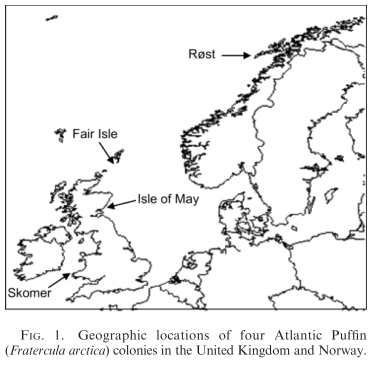 Røst
Fair Isle
Isle of May
Skomer
FIG. 1. Geographic locations of four Atlantic Puffin
(Fratercula arctica) colonies in the United Kingdom and Norway.